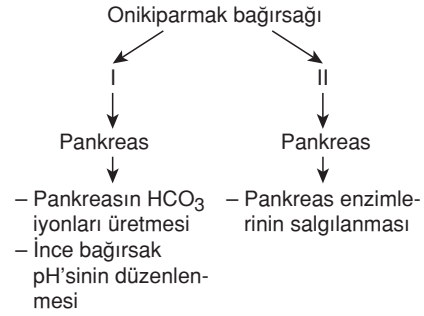 Onikiparmak bağırsağı
I
II
Pankreas
Pankreas
– Pankreasın HCO3
iyonları üretmesi
– İnce bağırsak
pH'sinin düzenlen-
mesi
– Pankreas enzimle-
rinin salgılanması